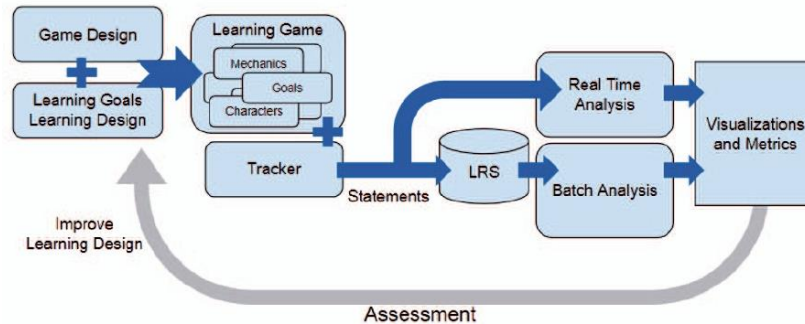 Game Design
Learning Goals
Learning Design
Learning Game
Mechanics
Goals
Characters
Tracker
Statements
LRS
Real Time
Analysis
Batch Analysis
Visualizations
and Metrics
Improve
Learning Design
Assessment